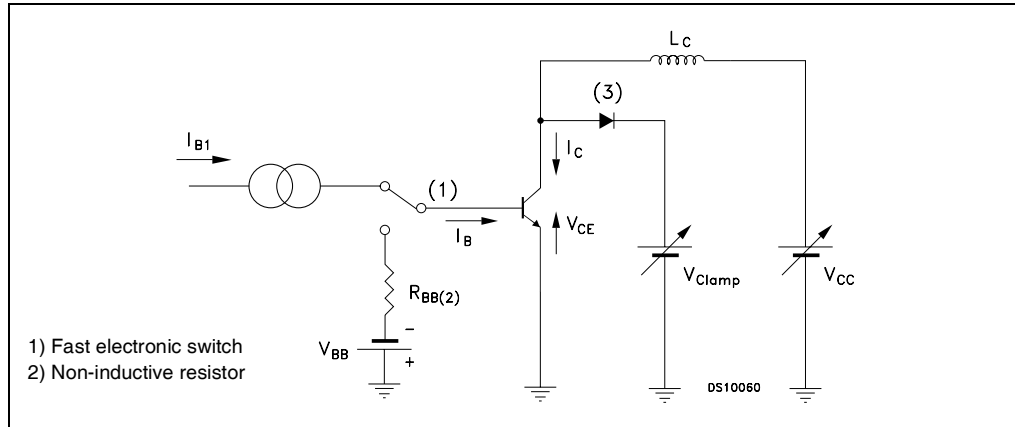 L_C
(3)
I_B1
I_C
(1)
I_B
V_CE
V_Clamp
V_CC
R_BB(2)
−
V_BB
+
1) Fast electronic switch
2) Non-inductive resistor
DS10060